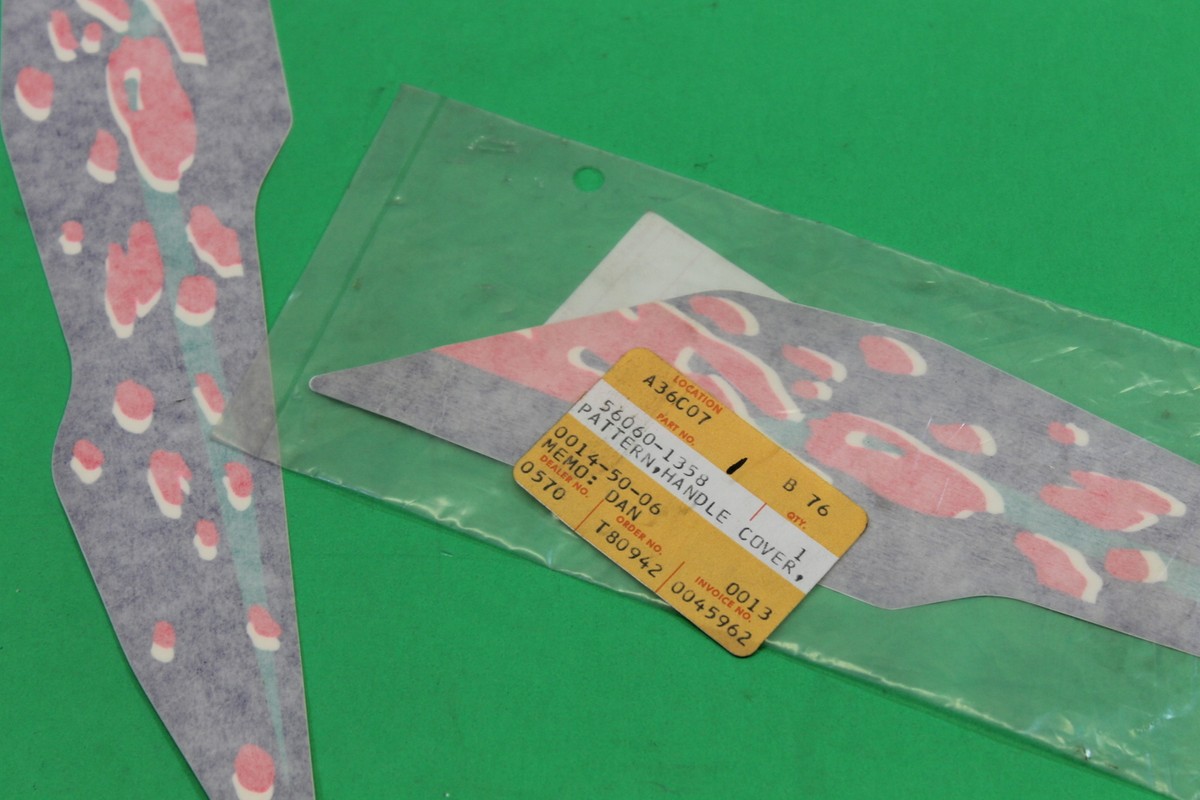 LOCATION
A36C07 B 76
PART NO. QTY.
56060-1358 1
PATTERN,HANDLE COVER,
0014-50-06 0013
MEMO: DAN
DEALER NO. ORDER NO. INVOICE NO.
0570 T80942 0045962